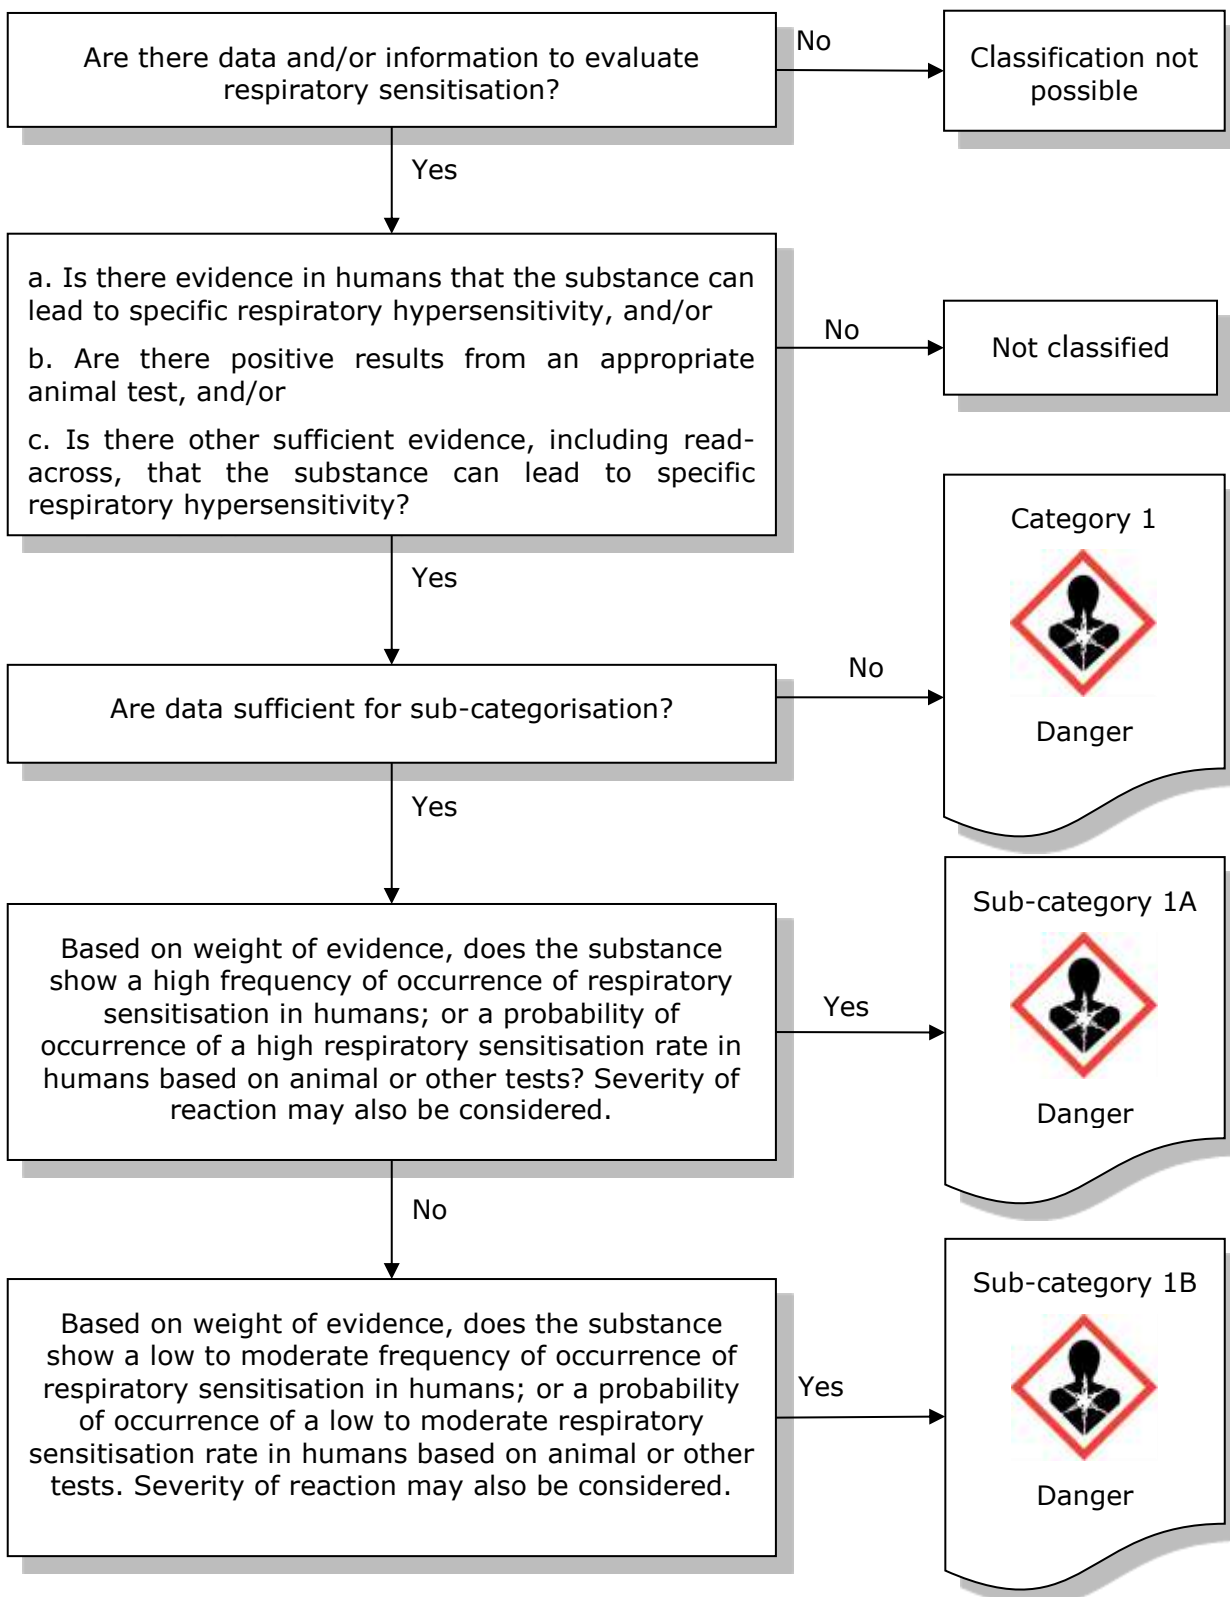 Are there data and/or information to evaluate
respiratory sensitisation?
No
Classification not
possible
Yes
a. Is there evidence in humans that the substance can
lead to specific respiratory hypersensitivity, and/or
b. Are there positive results from an appropriate
animal test, and/or
c. Is there other sufficient evidence, including read-
across, that the substance can lead to specific
respiratory hypersensitivity?
No
Not classified
Yes
Are data sufficient for sub-categorisation?
No
Category 1
Danger
Yes
Based on weight of evidence, does the substance
show a high frequency of occurrence of respiratory
sensitisation in humans; or a probability of
occurrence of a high respiratory sensitisation rate in
humans based on animal or other tests? Severity of
reaction may also be considered.
Yes
Sub-category 1A
Danger
No
Based on weight of evidence, does the substance
show a low to moderate frequency of occurrence of
respiratory sensitisation in humans; or a probability
of occurrence of a low to moderate respiratory
sensitisation rate in humans based on animal or other
tests. Severity of reaction may also be considered.
Yes
Sub-category 1B
Danger